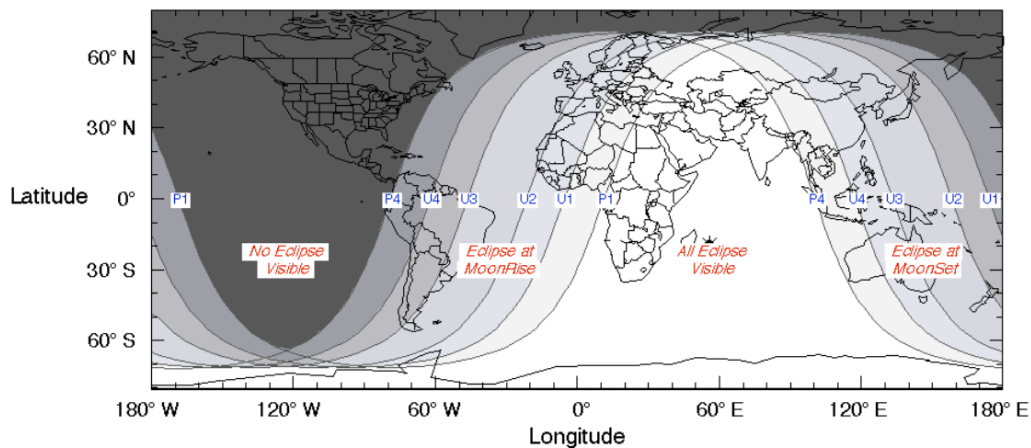 60° N
30° N
Latitude
0°
P1
P4
U4
U3
U2
U1
P1
P4
U4
U3
U2
U1
No Eclipse
Visible
Eclipse at
MoonRise
All Eclipse
Visible
Eclipse at
MoonSet
30° S
60° S
180° W
120° W
60° W
0°
60° E
120° E
180° E
Longitude